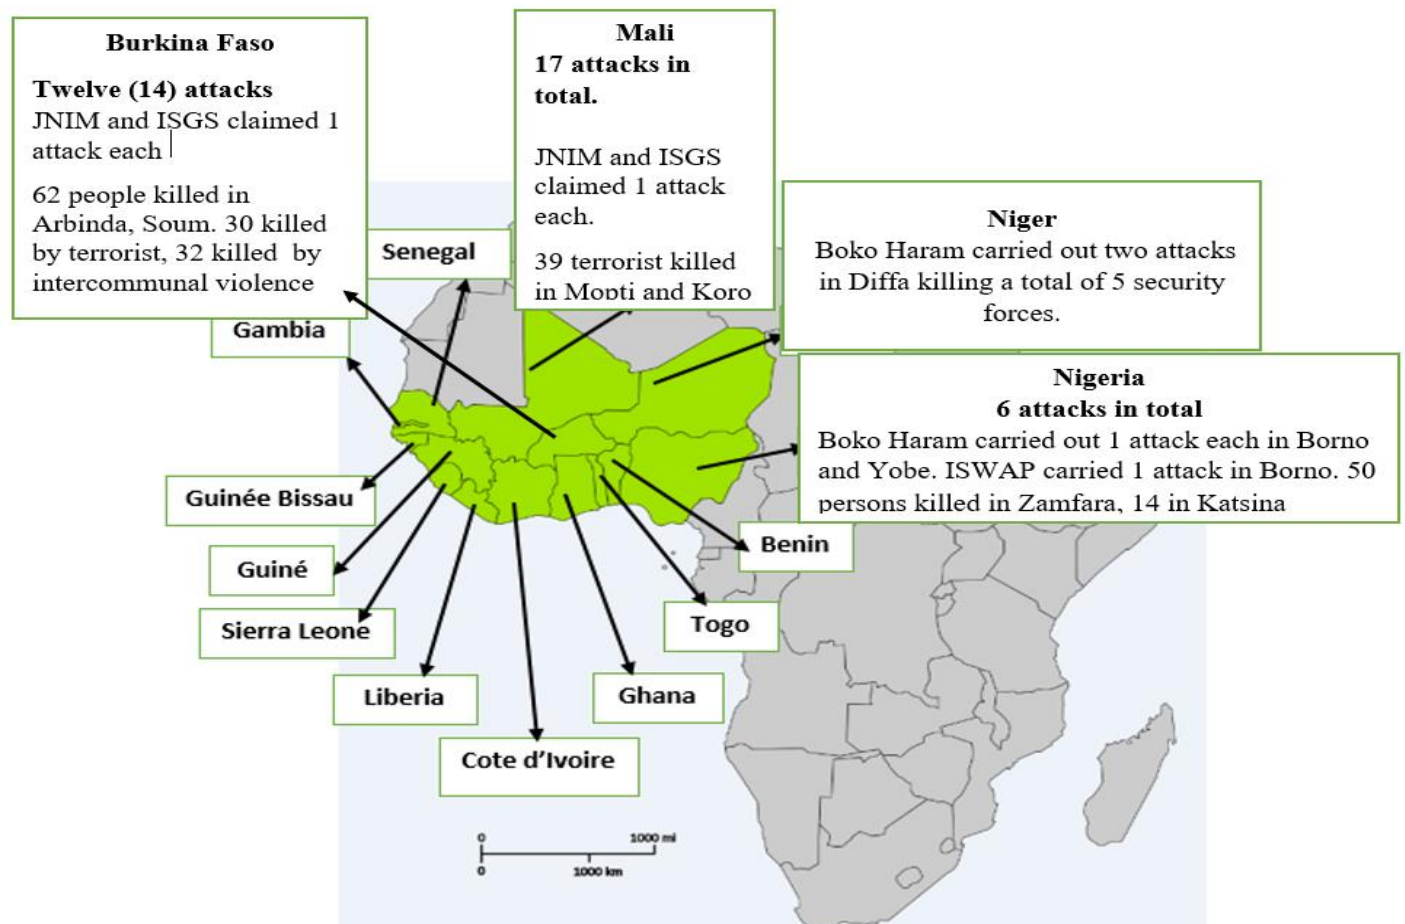 Burkina Faso
Twelve (14) attacks
JNIM and ISGS claimed 1
attack each
62 people killed in
Arbinda, Soum. 30 killed
by terrorist, 32 killed by
intercommunal violence
Mali
17 attacks in
total.
JNIM and ISGS
claimed 1 attack
each.
39 terrorist killed
in Mopti and Koro
Niger
Boko Haram carried out two attacks
in Diffa killing a total of 5 security
forces.
Nigeria
6 attacks in total
Boko Haram carried out 1 attack each in Borno
and Yobe. ISWAP carried 1 attack in Borno. 50
persons killed in Zamfara, 14 in Katsina
Senegal
Gambia
Guinée Bissau
Guiné
Sierra Leone
Liberia
Cote d’Ivoire
Ghana
Togo
Benin
0 1000 mi
0 1000 km